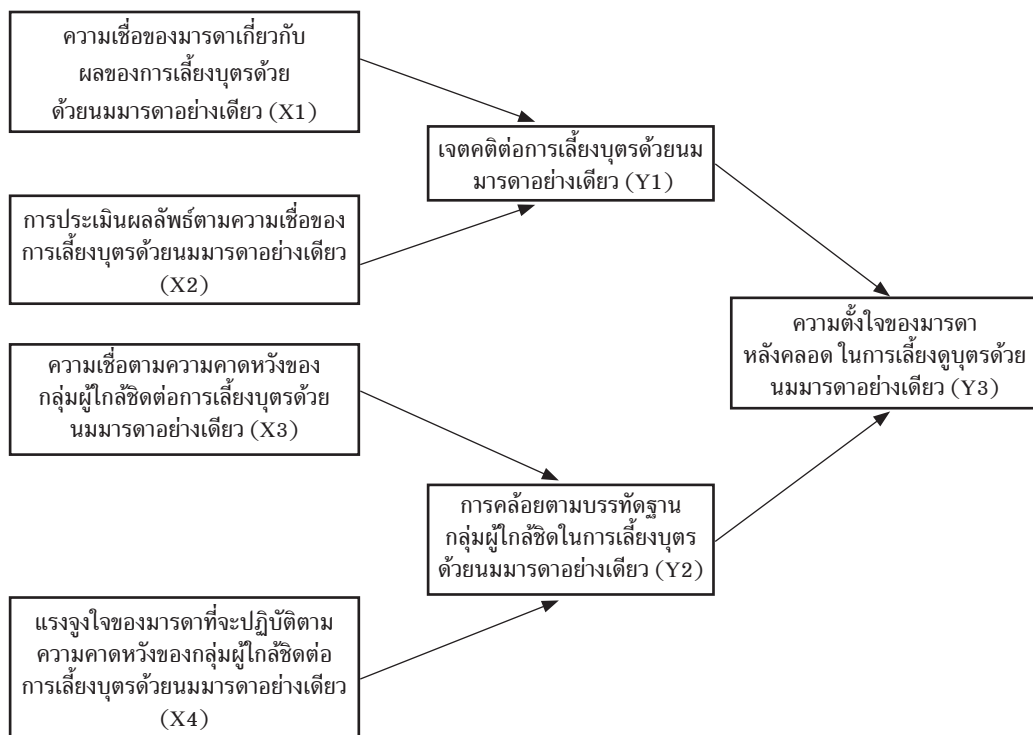 ความเชื่อของมารดาเกี่ยวกับ
ผลของการเลี้ยงบุตรด้วย
ด้วยนมมารดาอย่างเดียว (X1)
เจตคติต่อการเลี้ยงบุตรด้วยนม
มารดาอย่างเดียว (Y1)
การประเมินผลลัพธ์ตามความเชื่อของ
การเลี้ยงบุตรด้วยนมมารดาอย่างเดียว
(X2)
ความตั้งใจของมารดา
หลังคลอด ในการเลี้ยงดูบุตรด้วย
นมมารดาอย่างเดียว (Y3)
ความเชื่อตามความคาดหวังของ
กลุ่มผู้ใกล้ชิดต่อการเลี้ยงบุตรด้วย
นมมารดาอย่างเดียว (X3)
การคล้อยตามบรรทัดฐาน
กลุ่มผู้ใกล้ชิดในการเลี้ยงบุตร
ด้วยนมมารดาอย่างเดียว (Y2)
แรงจูงใจของมารดาที่จะปฏิบัติตาม
ความคาดหวังของกลุ่มผู้ใกล้ชิดต่อ
การเลี้ยงบุตรด้วยนมมารดาอย่างเดียว
(X4)